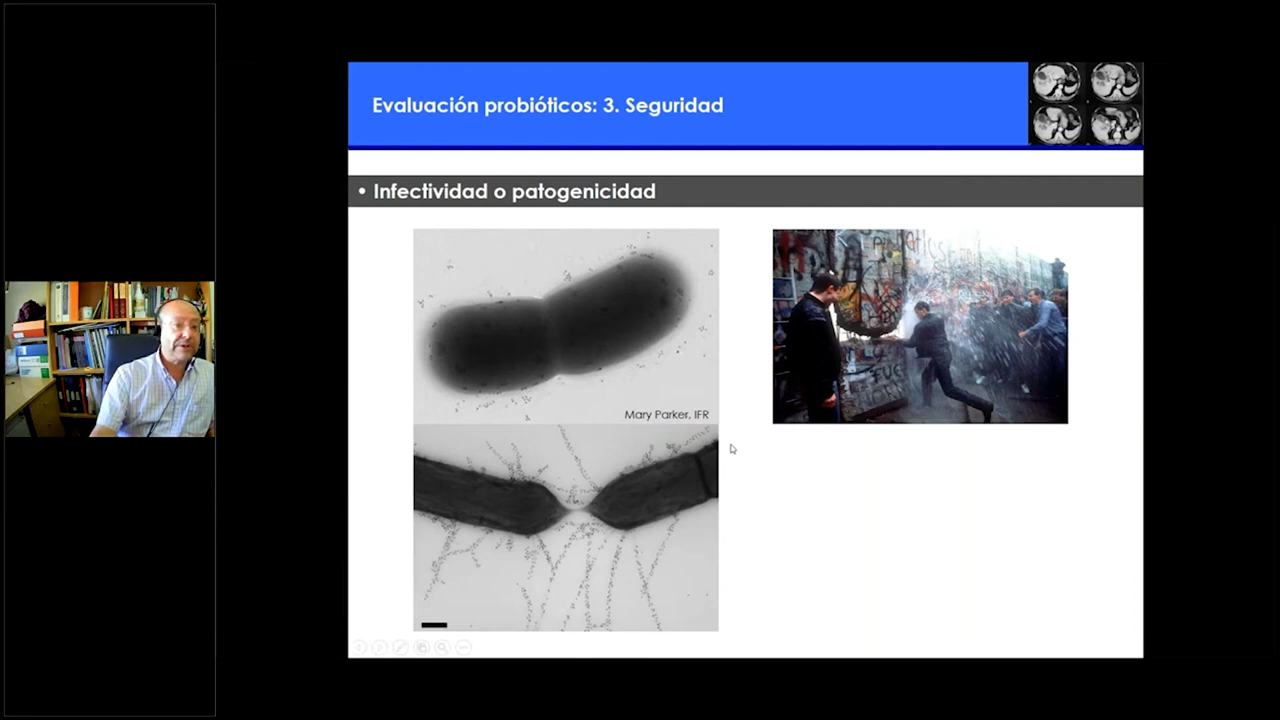 Evaluación probióticos: 3. Seguridad
• Infectividad o patogenicidad
Mary Parker, IFR